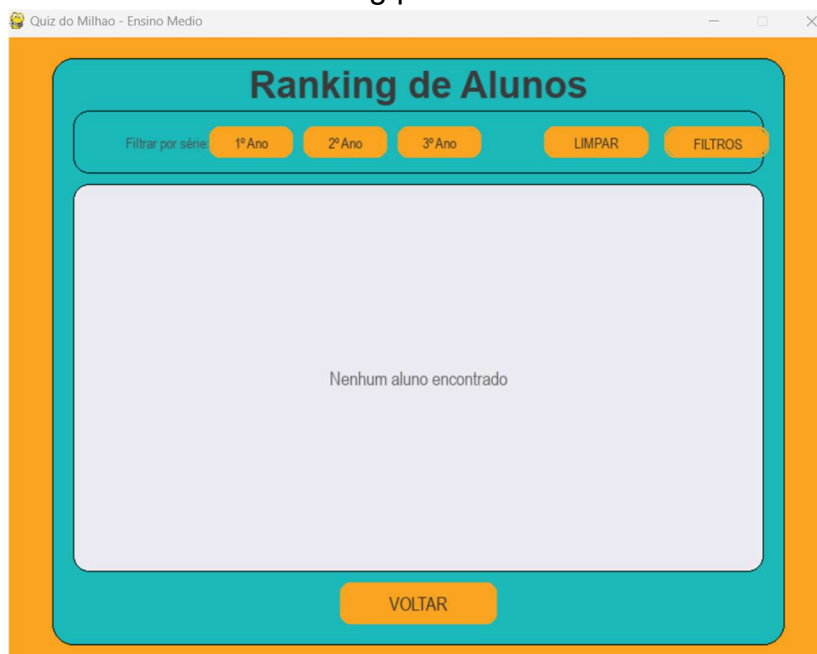 Quiz do Milhao - Ensino Medio
Ranking de Alunos
Filtrar por série: 1º Ano 2º Ano 3º Ano LIMPAR FILTROS
Nenhum aluno encontrado
VOLTAR